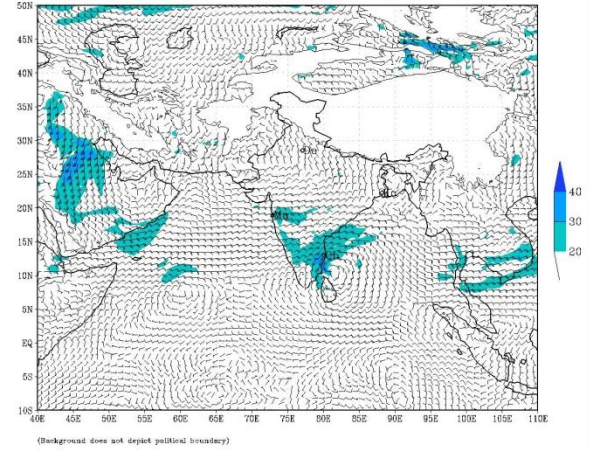 50N
45N
40N
35N
30N
25N
20N
15N
10N
5N
EQ
5S
10S
40E 45E 50E 55E 60E 65E 70E 75E 80E 85E 90E 95E 100E 105E 110E
40
30
20
(Background does not depict political boundary)